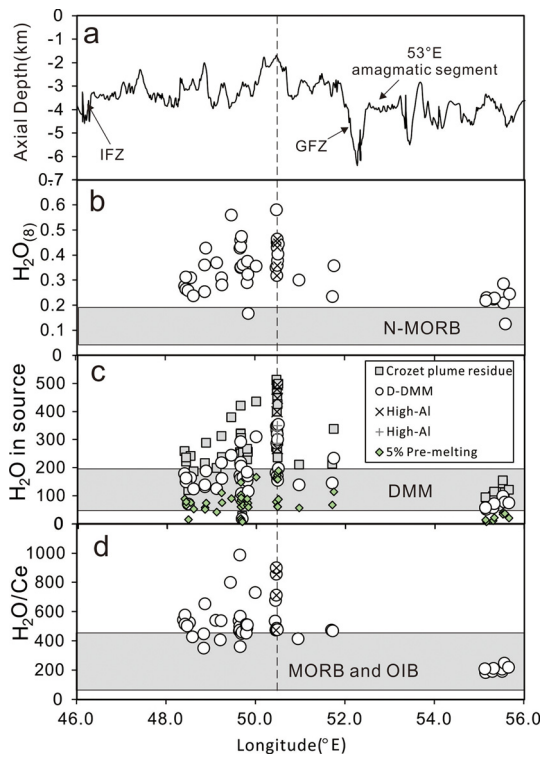 a
Axial Depth(km)
0
-1
-2
-3
-4
-5
-6
0.7
53°E
amagmatic segment
IFZ
GFZ
b
H2O(8)
0.6
0.5
0.4
0.3
0.2
0.1
0
N-MORB
c
H2O in source
500
400
300
200
100
0
Crozet plume residue
D-DMM
High-Al
High-Al
5% Pre-melting
DMM
d
H2O/Ce
1000
800
600
400
200
0
MORB and OIB
46.0 48.0 50.0 52.0 54.0 56.0
Longitude(°E)